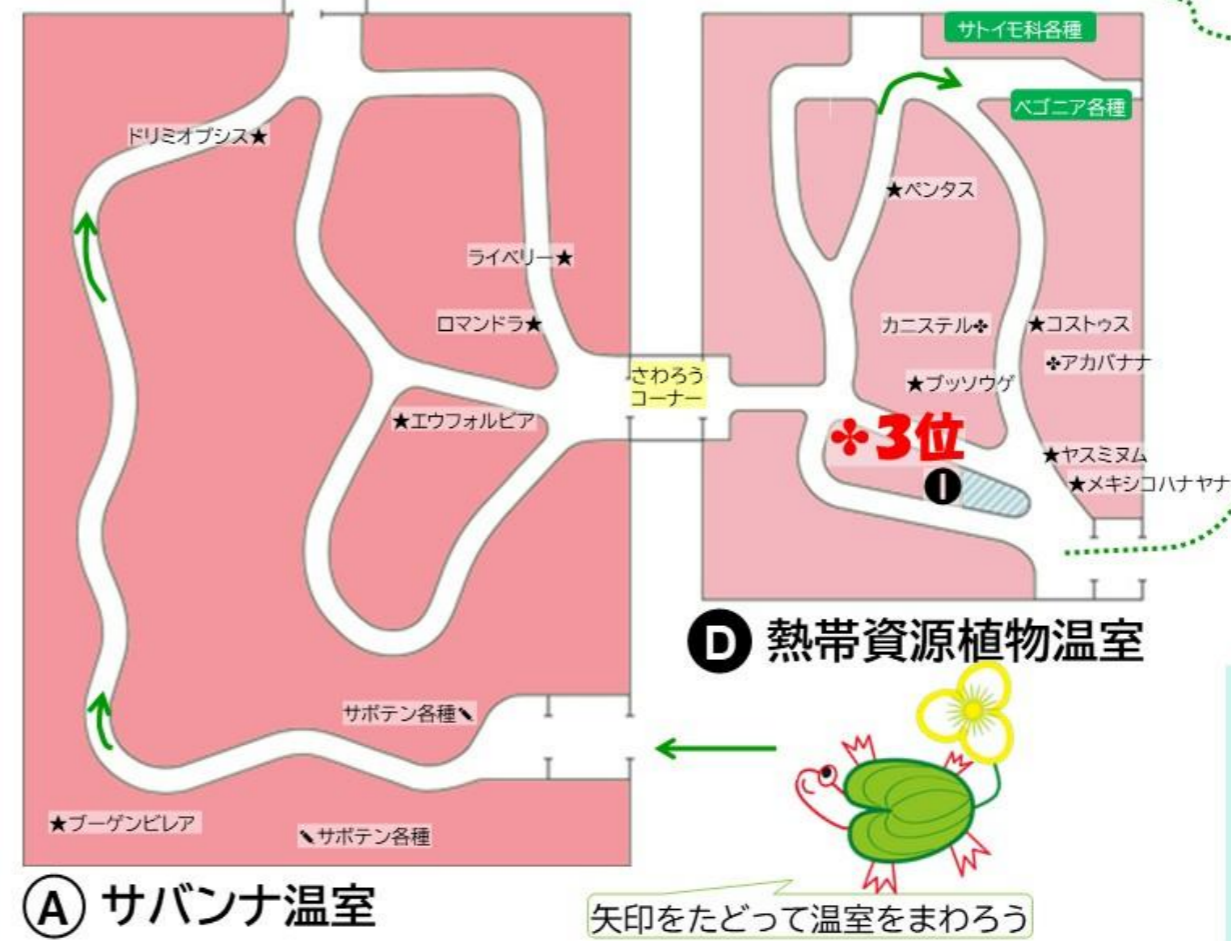 ドリミオプシス★
ライベリー★
ロマンドラ★
★エウフォルビア
さわろう
コーナー
サボテン各種
★ブーゲンビレア
サボテン各種
Ⓐ サバンナ温室
サトイモ科各種
ベゴニア各種
★ペンタス
カニステル✤
★コストゥス
✤アカバナナ
★ブッソウゲ
✤3位
I
★ヤスミヌム
★メキシコハナヤナ
D 熱帯資源植物温室
矢印をたどって温室をまわろう